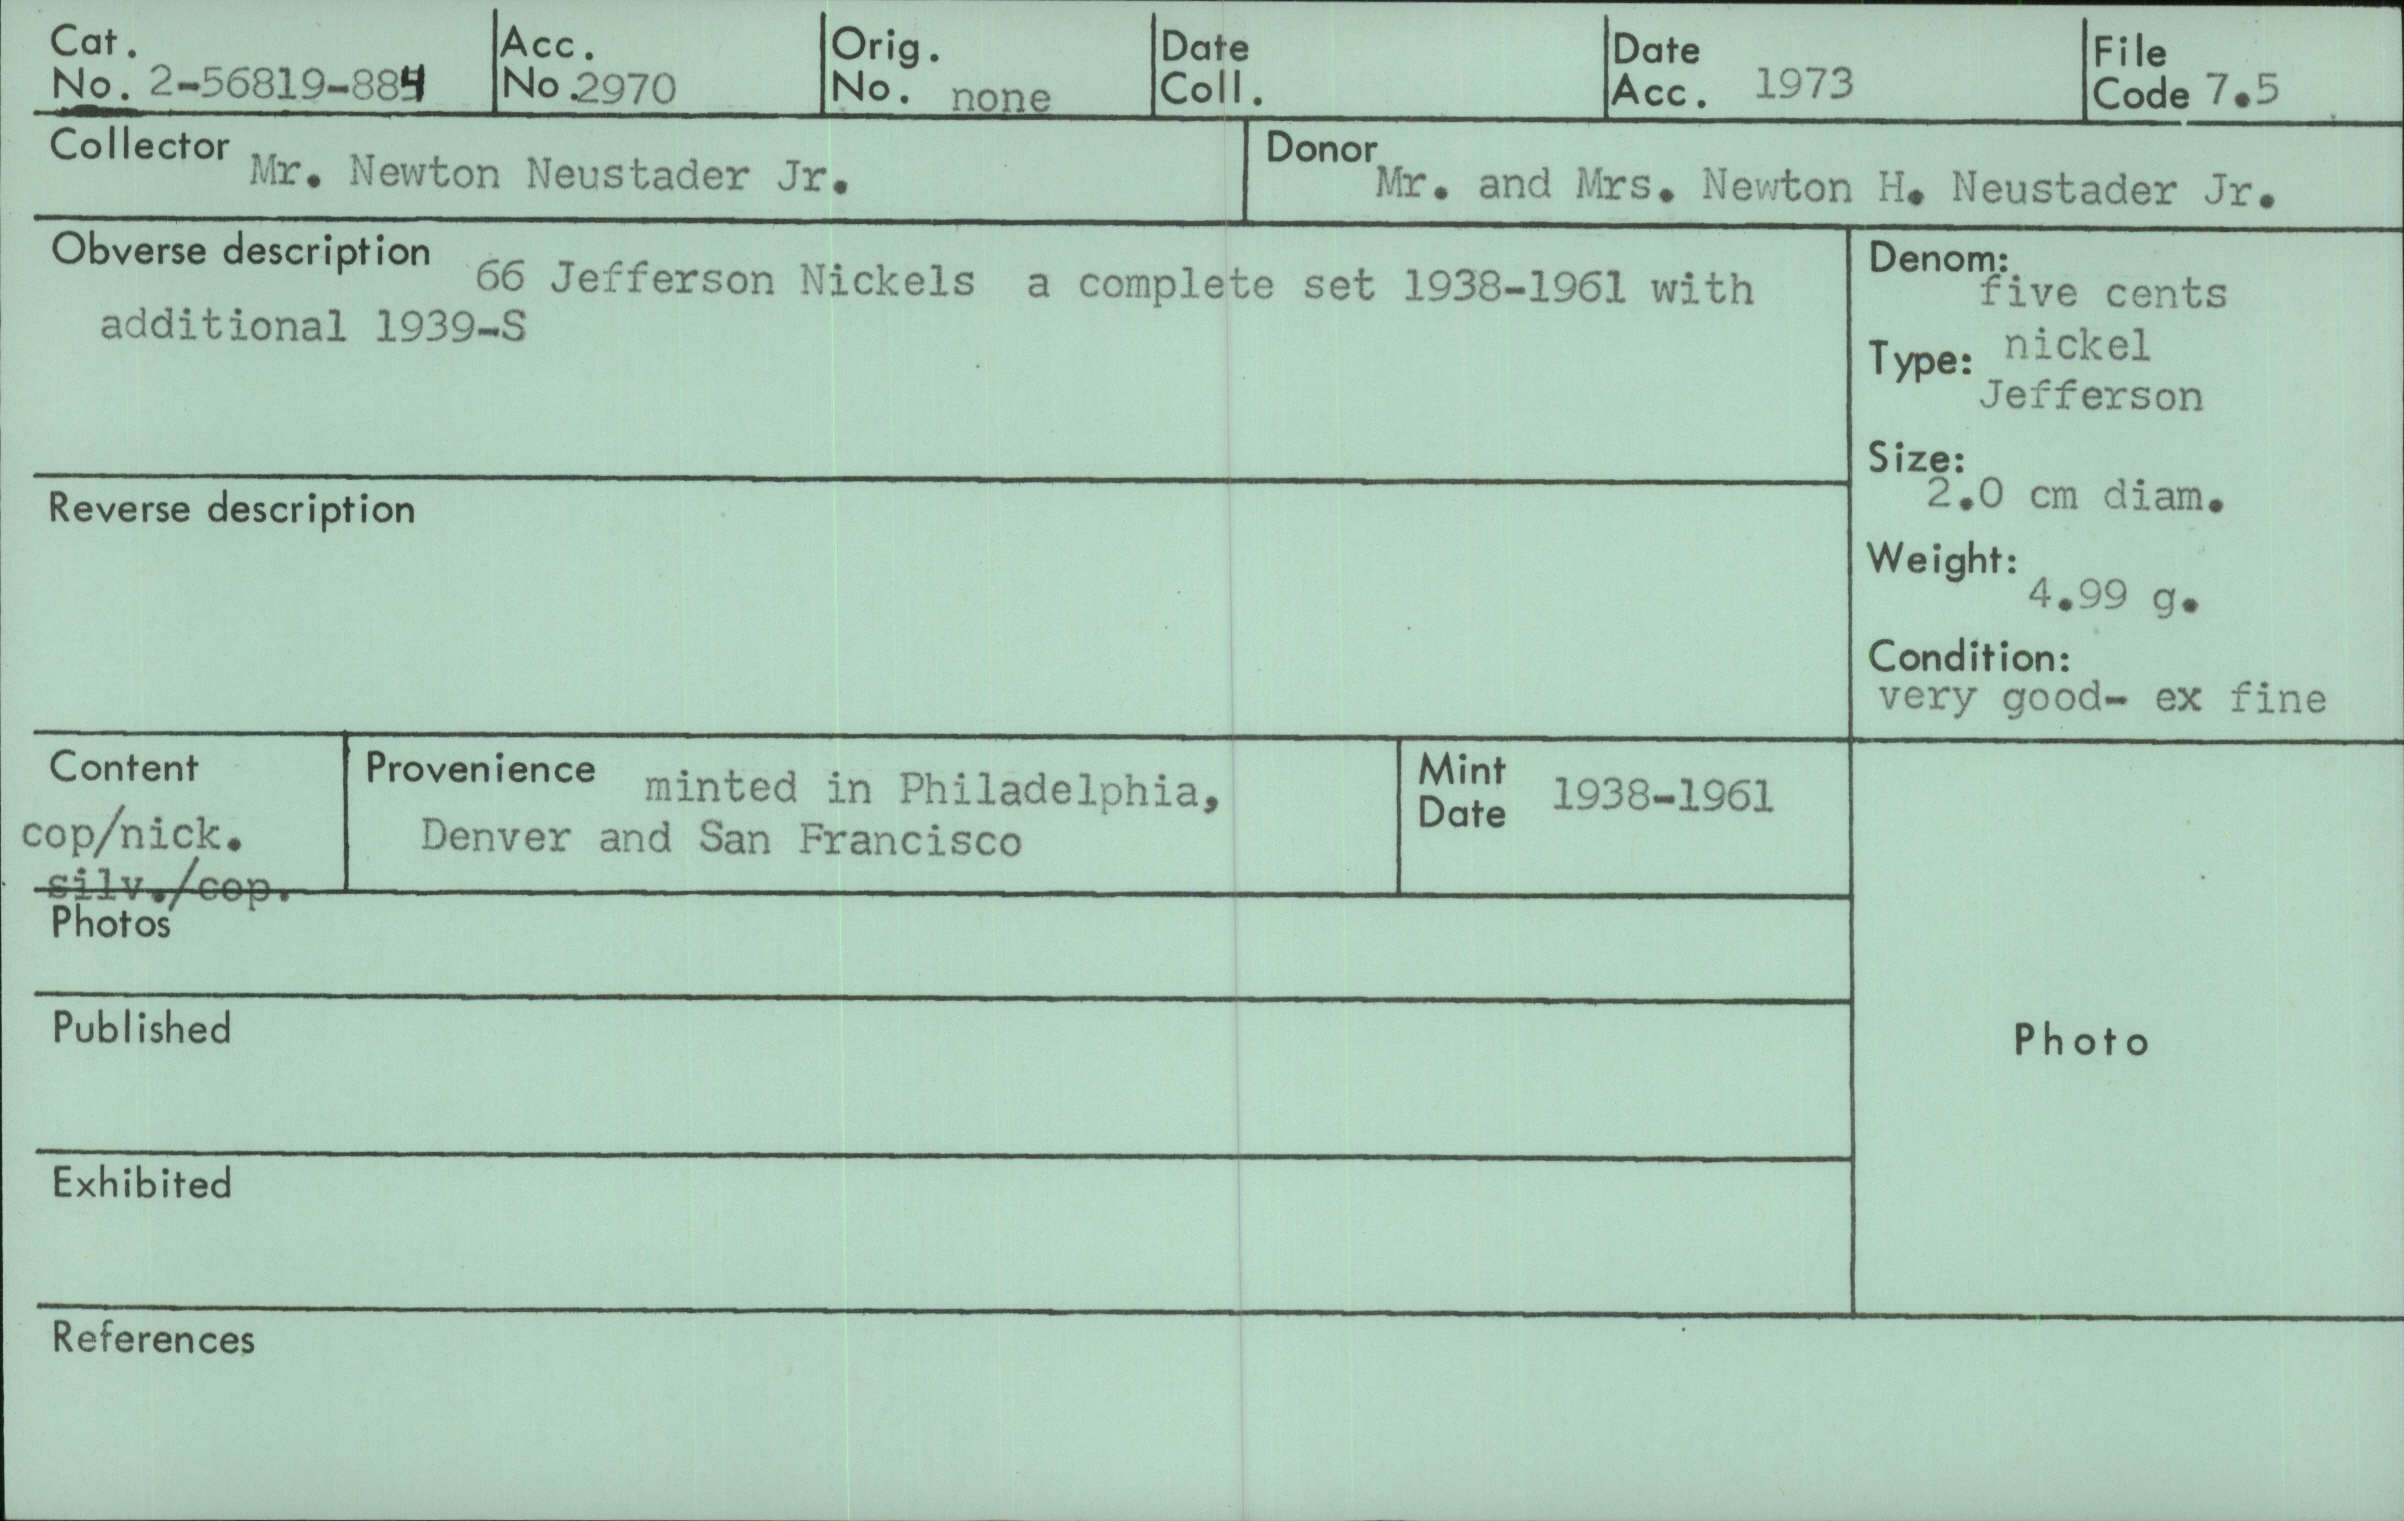 Cat. No. 2-56819-884
Acc. No. 2970
Orig. No. none
Date Coll.
Date Acc. 1973
File Code 7.5
Collector Mr. Newton Neustader Jr.
Donor Mr. and Mrs. Newton H. Neustader Jr.
Obverse description 66 Jefferson Nickels a complete set 1938-1961 with
additional 1939-S
Denom: five cents
Type: nickel
Jefferson
Size: 2.0 cm diam.
Weight: 4.99 g.
Condition:
very good- ex fine
Reverse description
Content
cop/nick.
silv./cop.
Provenience minted in Philadelphia,
Denver and San Francisco
Mint Date 1938-1961
Photos
Published
Photo
Exhibited
References